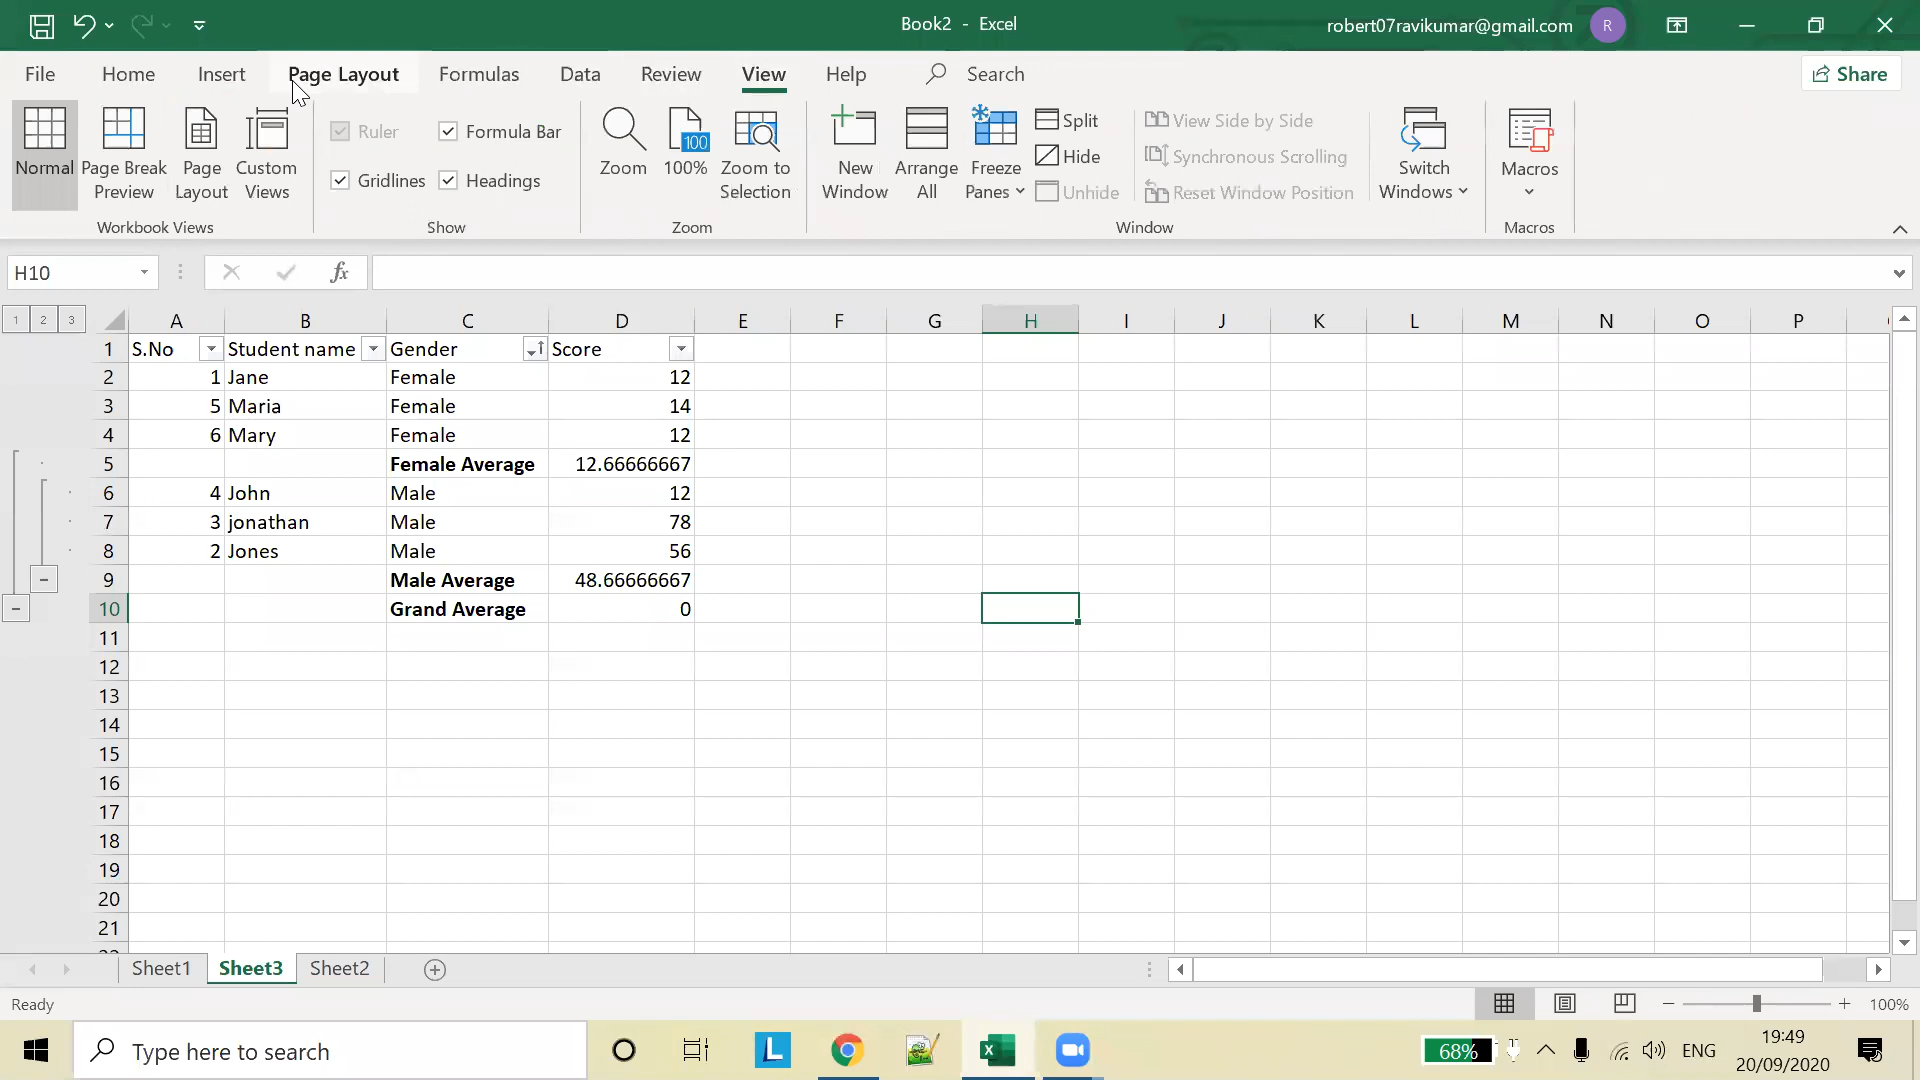 Book2 - Excel
robert07ravikumar@gmail.com
R
File Home Insert Page Layout Formulas Data Review View Help Search Share
Normal
Page Break Preview
Page Layout
Custom Views
Workbook Views
Ruler Formula Bar
Gridlines Headings
Show
Zoom
100
100%
Zoom to Selection
Zoom
New Window
Arrange All
Freeze Panes
Split
Hide
Unhide
View Side by Side
Synchronous Scrolling
Reset Window Position
Switch Windows
Window
Macros
Macros
H10
fx
1 2 3
A B C D E F G H I J K L M N O P
1 S.No Student name Gender Score
2 1 Jane Female 12
3 5 Maria Female 14
4 6 Mary Female 12
5 Female Average 12.66666667
6 4 John Male 12
7 3 jonathan Male 78
8 2 Jones Male 56
9 Male Average 48.66666667
10 Grand Average 0
11
12
13
14
15
16
17
18
19
20
21
Sheet1 Sheet3 Sheet2
Ready
100%
Type here to search
L
X
68%
ENG
19:49
20/09/2020